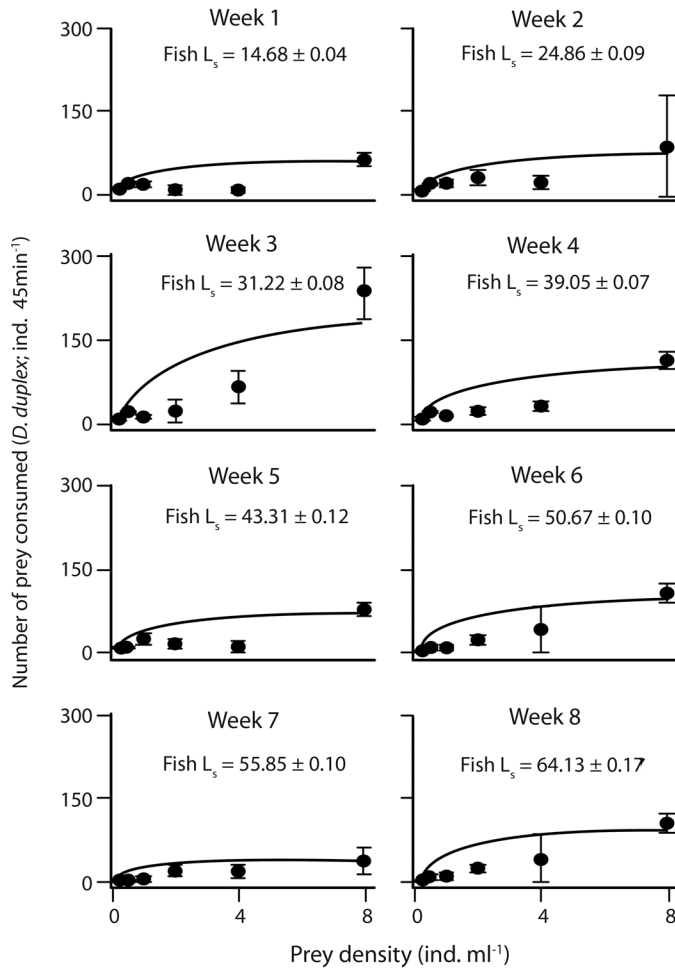 Week 1
Week 2
300
Fish Ls = 14.68 ± 0.04
Fish Ls = 24.86 ± 0.09
150
0
Week 3
Week 4
300
Fish Ls = 31.22 ± 0.08
Fish Ls = 39.05 ± 0.07
150
0
Week 5
Week 6
300
Fish Ls = 43.31 ± 0.12
Fish Ls = 50.67 ± 0.10
150
0
Week 7
Week 8
300
Fish Ls = 55.85 ± 0.10
Fish Ls = 64.13 ± 0.17
150
0
0 4 8
0 4 8
Number of prey consumed (D. duplex; ind. 45min⁻¹)
Prey density (ind. ml⁻¹)